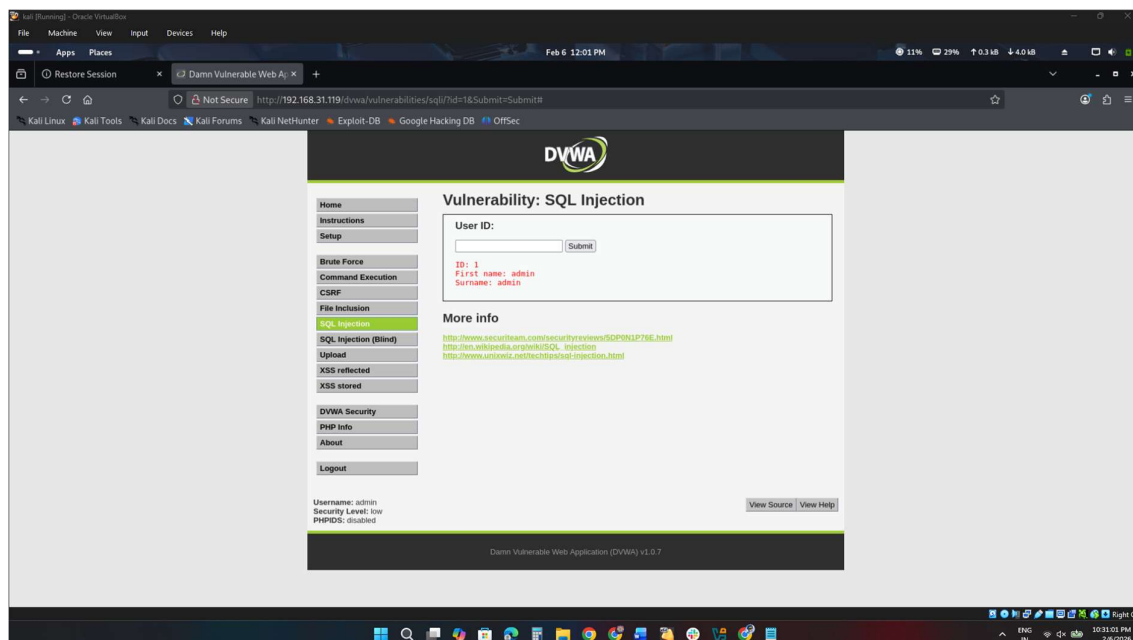 kali [Running] - Oracle VirtualBox
File Machine View Input Devices Help
Apps Places
Feb 6 12:01 PM
11% 29% ↑0.3 kB ↓4.0 kB
Restore Session × Damn Vulnerable Web Ap × +
Not Secure http://192.168.31.119/dvwa/vulnerabilities/sqli/?id=1&Submit=Submit#
Kali Linux Kali Tools Kali Docs Kali Forums Kali NetHunter Exploit-DB Google Hacking DB OffSec
DVWA
Home
Instructions
Setup
Brute Force
Command Execution
CSRF
File Inclusion
SQL Injection
SQL Injection (Blind)
Upload
XSS reflected
XSS stored
DVWA Security
PHP Info
About
Logout
Vulnerability: SQL Injection
User ID:
Submit
ID: 1
First name: admin
Surname: admin
More info
http://www.securiteam.com/securityreviews/5DP0N1P76E.html
http://en.wikipedia.org/wiki/SQL_injection
http://www.unixwiz.net/techtips/sql-injection.html
Username: admin
Security Level: low
PHPIDS: disabled
View Source View Help
Damn Vulnerable Web Application (DVWA) v1.0.7
Right
ENG
IN
10:31:01 PM
2/6/2026